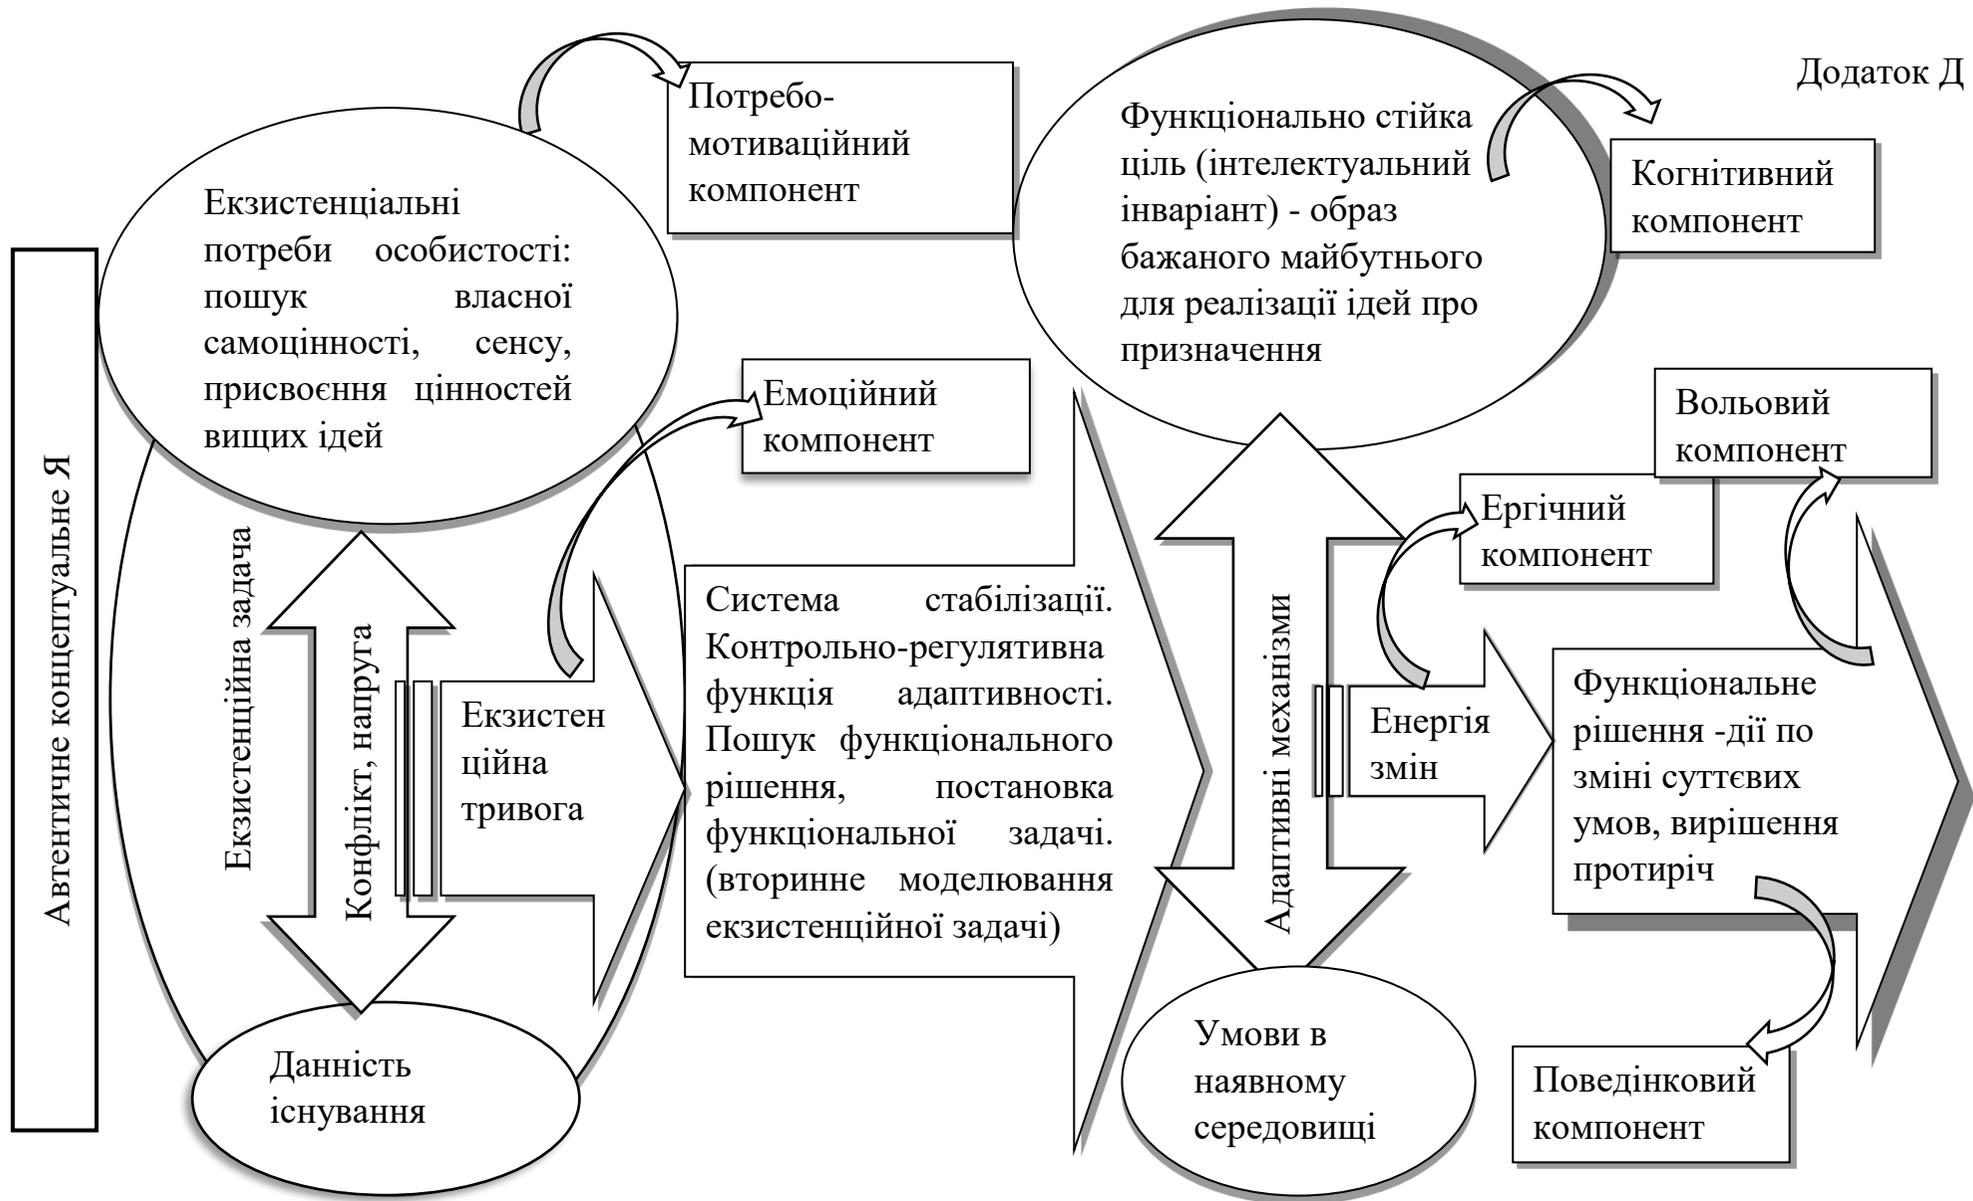 Додаток Д
Потребо-
мотиваційний
компонент
Функціонально стійка
ціль (інтелектуальний
інваріант) - образ
бажаного майбутнього
для реалізації ідей про
призначення
Когнітивний
компонент
Екзистенціальні
потреби особистості:
пошук власної
самоцінності, сенсу,
присвоєння цінностей
вищих ідей
Емоційний
компонент
Вольовий
компонент
Ергічний
компонент
Автентичне концептуальне Я
Екзистенційна задача
Конфлікт, напруга
Екзистен
ційна
тривога
Система стабілізації.
Контрольно-регулятивна
функція адаптивності.
Пошук функціонального
рішення, постановка
функціональної задачі.
(вторинне моделювання
екзистенційної задачі)
Адаптивні механізми
Енергія
змін
Функціональне
рішення -дії по
зміні суттєвих
умов, вирішення
протиріч
Данність
існування
Умови в
наявному
середовищі
Поведінковий
компонент